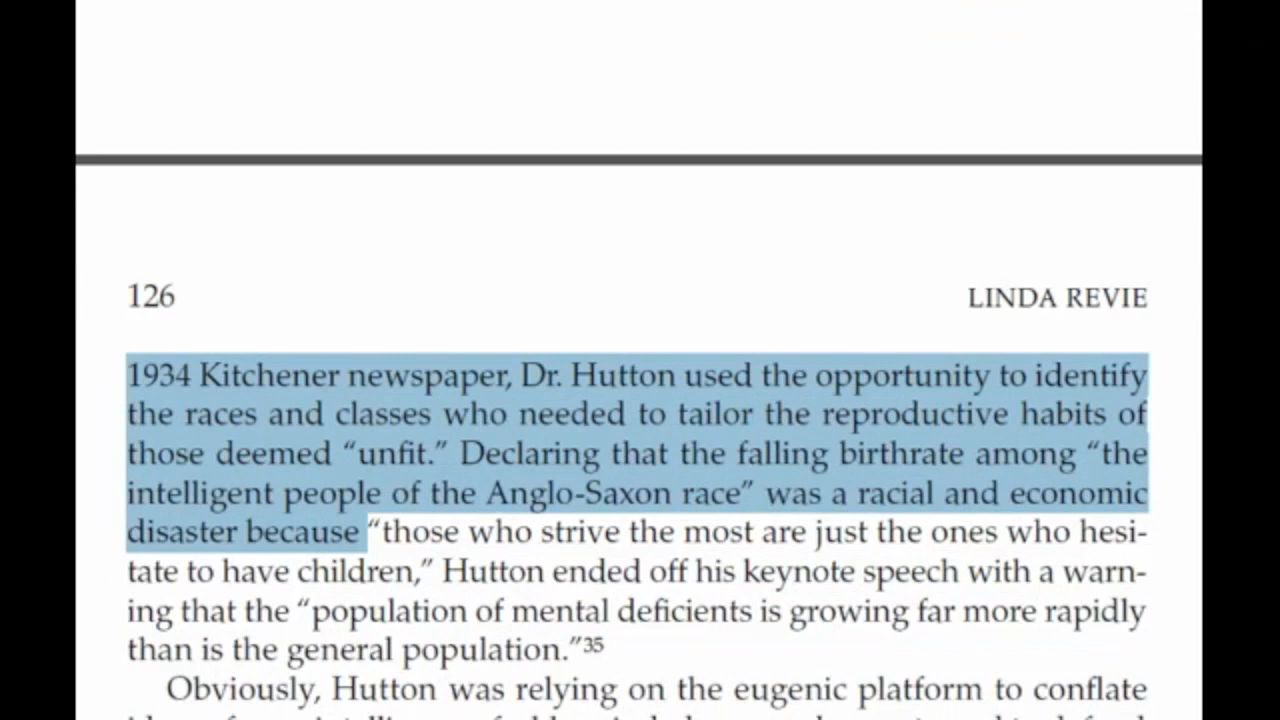 126 LINDA REVIE
1934 Kitchener newspaper, Dr. Hutton used the opportunity to identify
the races and classes who needed to tailor the reproductive habits of
those deemed “unfit.” Declaring that the falling birthrate among “the
intelligent people of the Anglo-Saxon race” was a racial and economic
disaster because “those who strive the most are just the ones who hesi-
tate to have children,” Hutton ended off his keynote speech with a warn-
ing that the “population of mental deficients is growing far more rapidly
than is the general population.”35
Obviously, Hutton was relying on the eugenic platform to conflate